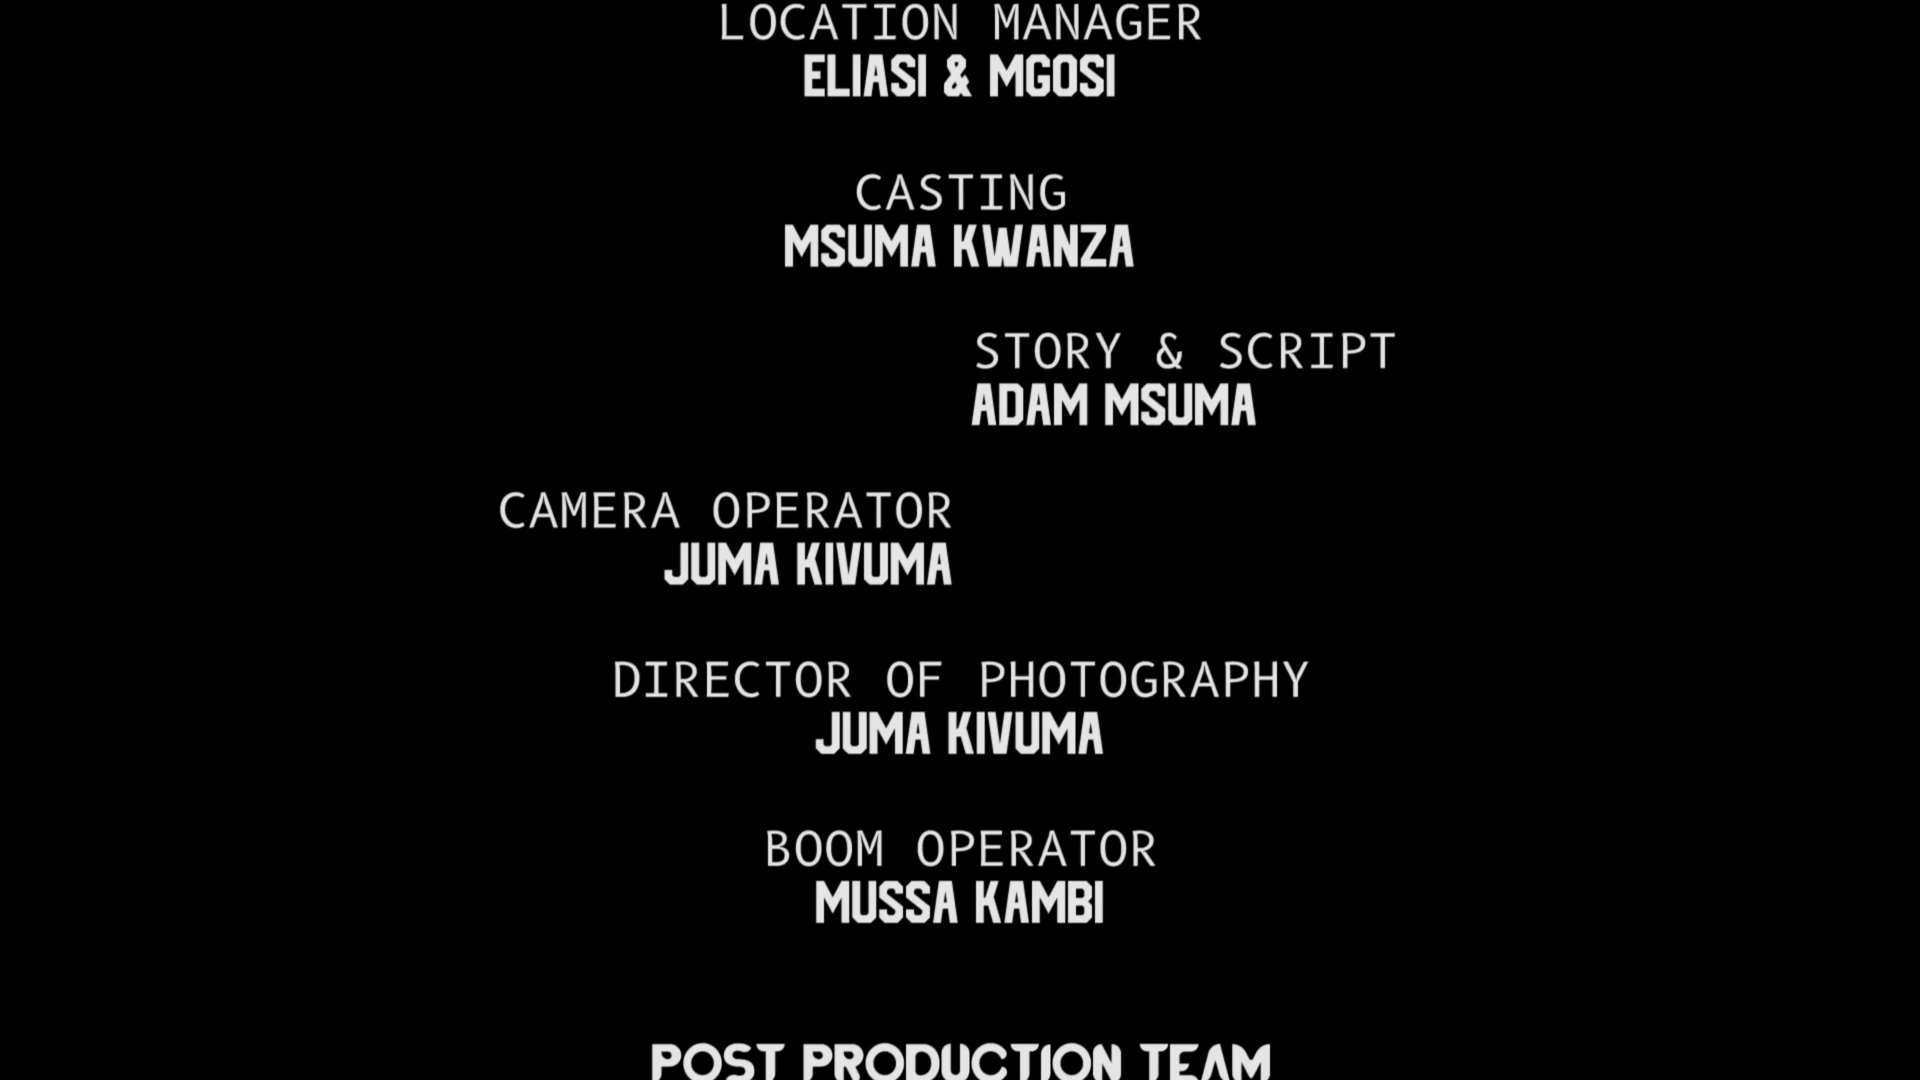 LOCATION MANAGER
ELIASI & MGOSI
CASTING
MSUMA KWANZA
STORY & SCRIPT
ADAM MSUMA
CAMERA OPERATOR
JUMA KIVUMA
DIRECTOR OF PHOTOGRAPHY
JUMA KIVUMA
BOOM OPERATOR
MUSSA KAMBI
POST PRODUCTION TEAM